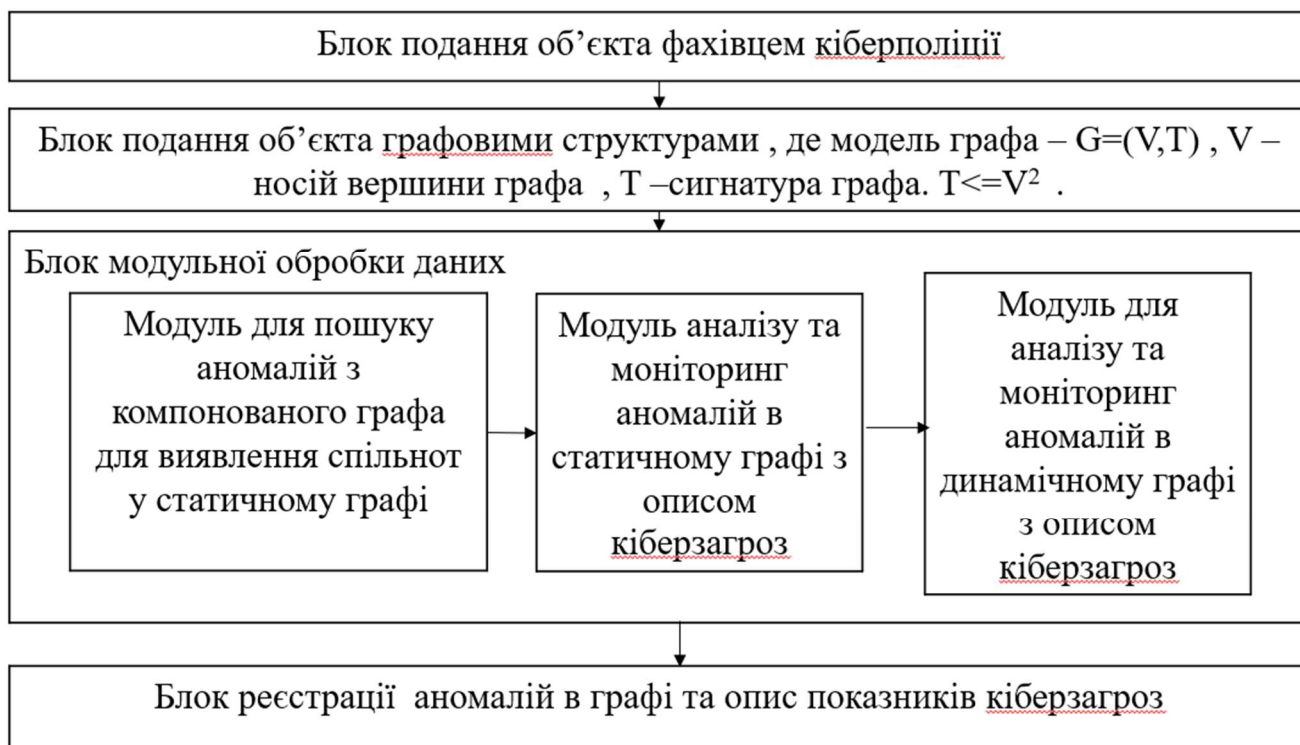 Блок подання об’єкта фахівцем кіберполіції
Блок подання об’єкта графовими структурами , де модель графа – G=(V,T) , V –
носій вершини графа , T –сигнатура графа. T<=V² .
Блок модульної обробки даних
Модуль для пошуку
аномалій з
компонованого графа
для виявлення спільнот
у статичному графі
Модуль аналізу та
моніторинг
аномалій в
статичному графі з
описом
кіберзагроз
Модуль для
аналізу та
моніторинг
аномалій в
динамічному графі
з описом
кіберзагроз
Блок реєстрації аномалій в графі та опис показників кіберзагроз